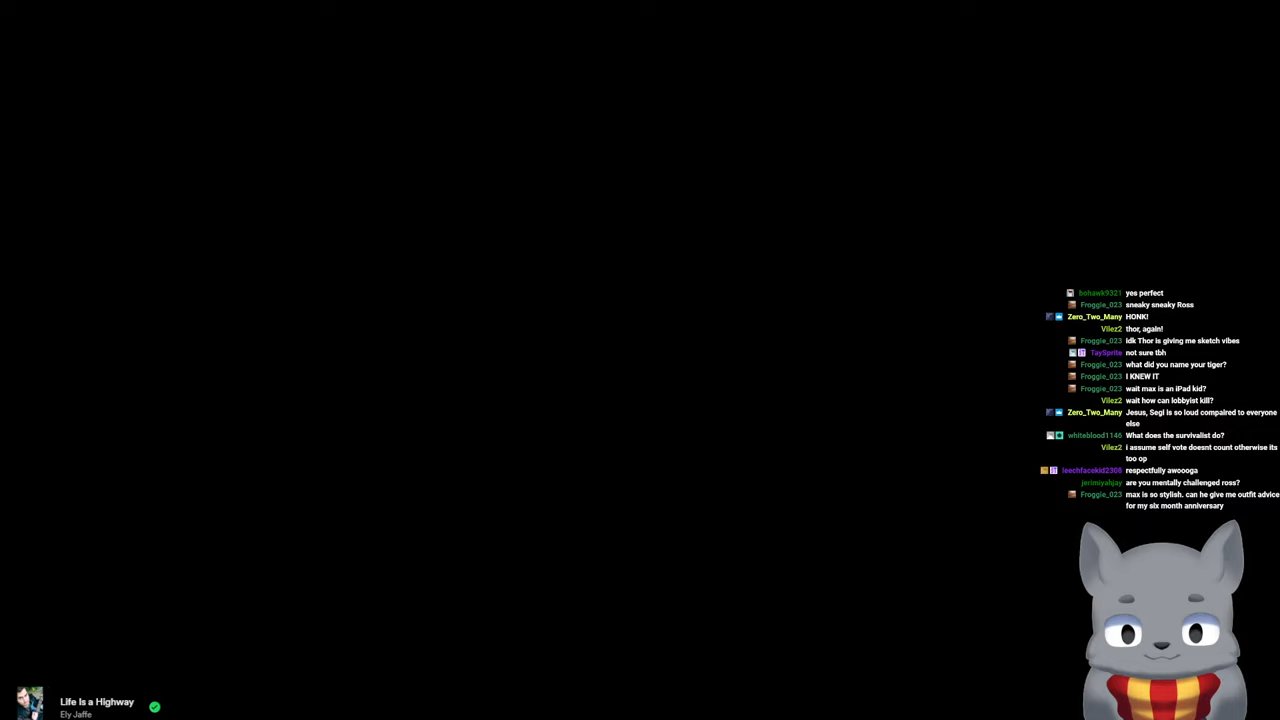 bohawk9321 yes perfect
Froggie_023 sneaky sneaky Ross
Zero_Two_Many HONK!
Vilez2 thor, again!
Froggie_023 Idk Thor is giving me sketch vibes
TaySprite not sure tbh
Froggie_023 what did you name your tiger?
Froggie_023 I KNEW IT
Froggie_023 wait max is an iPad kid?
Vilez2 wait how can lobbyist kill?
Zero_Two_Many Jesus, Segi is so loud compaired to everyone
else
whiteblood1146 What does the survivalist do?
Vilez2 i assume self vote doesnt count otherwise its
too op
leechfacekid2308 respectfully awoooga
jerimiyahjay are you mentally challenged ross?
Froggie_023 max is so stylish. can he give me outfit advice
for my six month anniversary
Life Is a Highway
Ely Jaffe